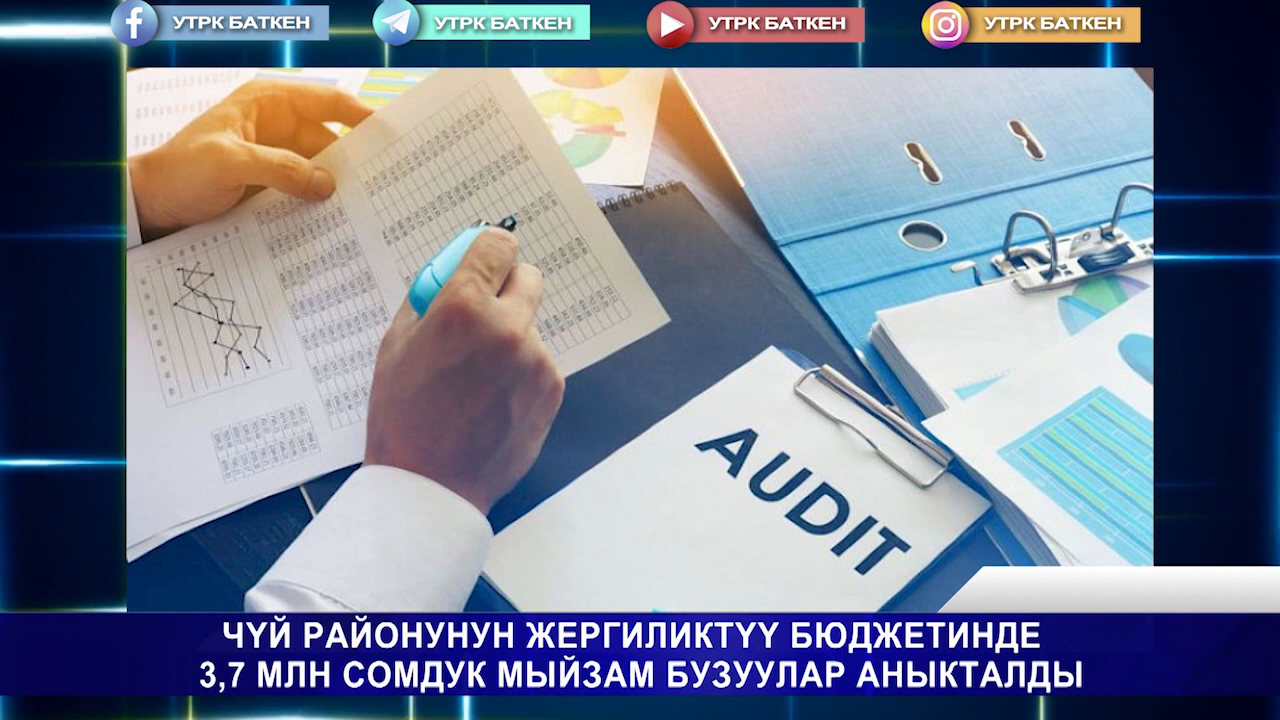 УТРК БАТКЕН
УТРК БАТКЕН
УТРК БАТКЕН
УТРК БАТКЕН
AUDIT
ЧҮЙ РАЙОНУНУН ЖЕРГИЛИКТҮҮ БЮДЖЕТИНДЕ
3,7 МЛН СОМДУК МЫЙЗАМ БУЗУУЛАР АНЫКТАЛДЫ